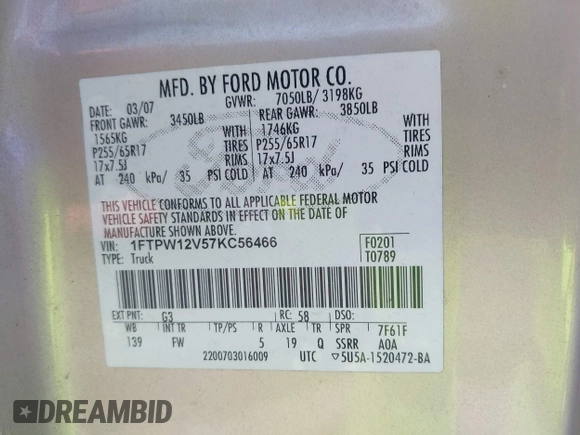 MFD. BY FORD MOTOR CO.
DATE: 03/07 GVWR: 7050LB/ 3198KG
FRONT GAWR: 3450LB REAR GAWR: 3850LB
1565KG WITH 1746KG WITH
P255/65R17 TIRES P255/65R17 TIRES
17x7.5J RIMS 17x7.5J RIMS
AT 240 kPa/ 35 PSI COLD AT 240 kPa/ 35 PSI COLD
THIS VEHICLE CONFORMS TO ALL APPLICABLE FEDERAL MOTOR
VEHICLE SAFETY STANDARDS IN EFFECT ON THE DATE OF
MANUFACTURE SHOWN ABOVE.
VIN: 1FTPW12V57KC56466 F0201
TYPE: Truck T0789
EXT PNT: G3 RC: 58 DSO:
WB INT TR TP/PS R AXLE TR SPR 7F61F
139 FW 5 19 Q SSRR A0A
2200703016009 UTC ▽5U5A-1520472-BA
Ford
DREAMBID